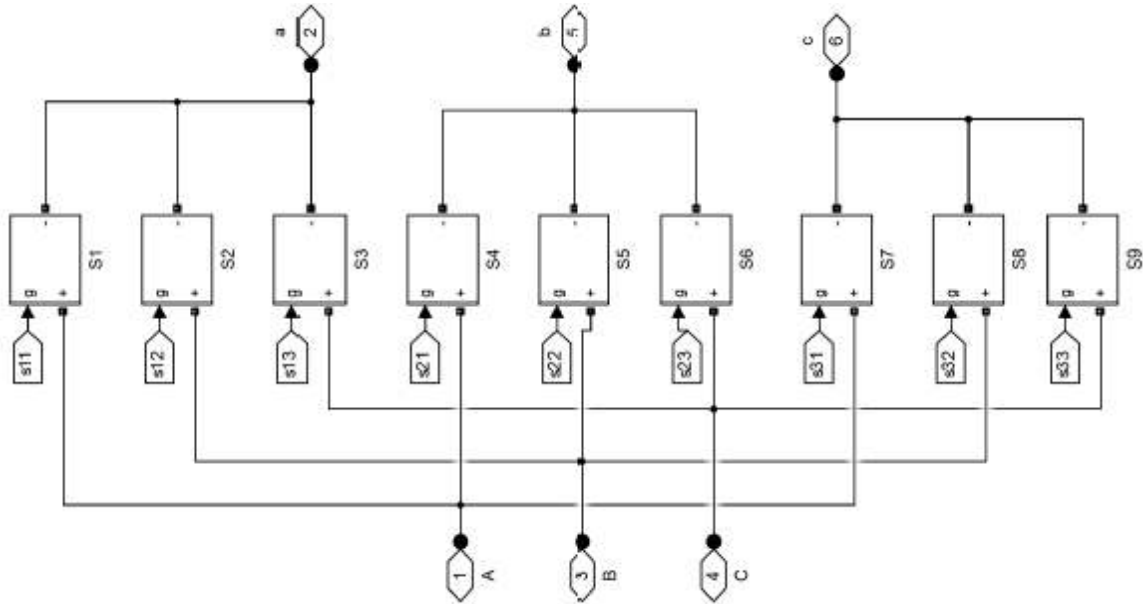 a
2
b
5
c
6
S1
g
+
-
s11
S2
g
+
-
s12
S3
g
+
-
s13
S4
g
+
-
s21
S5
g
+
-
s22
S6
g
+
-
s23
S7
g
+
-
s31
S8
g
+
-
s32
S9
g
+
-
s33
1
A
3
B
4
C